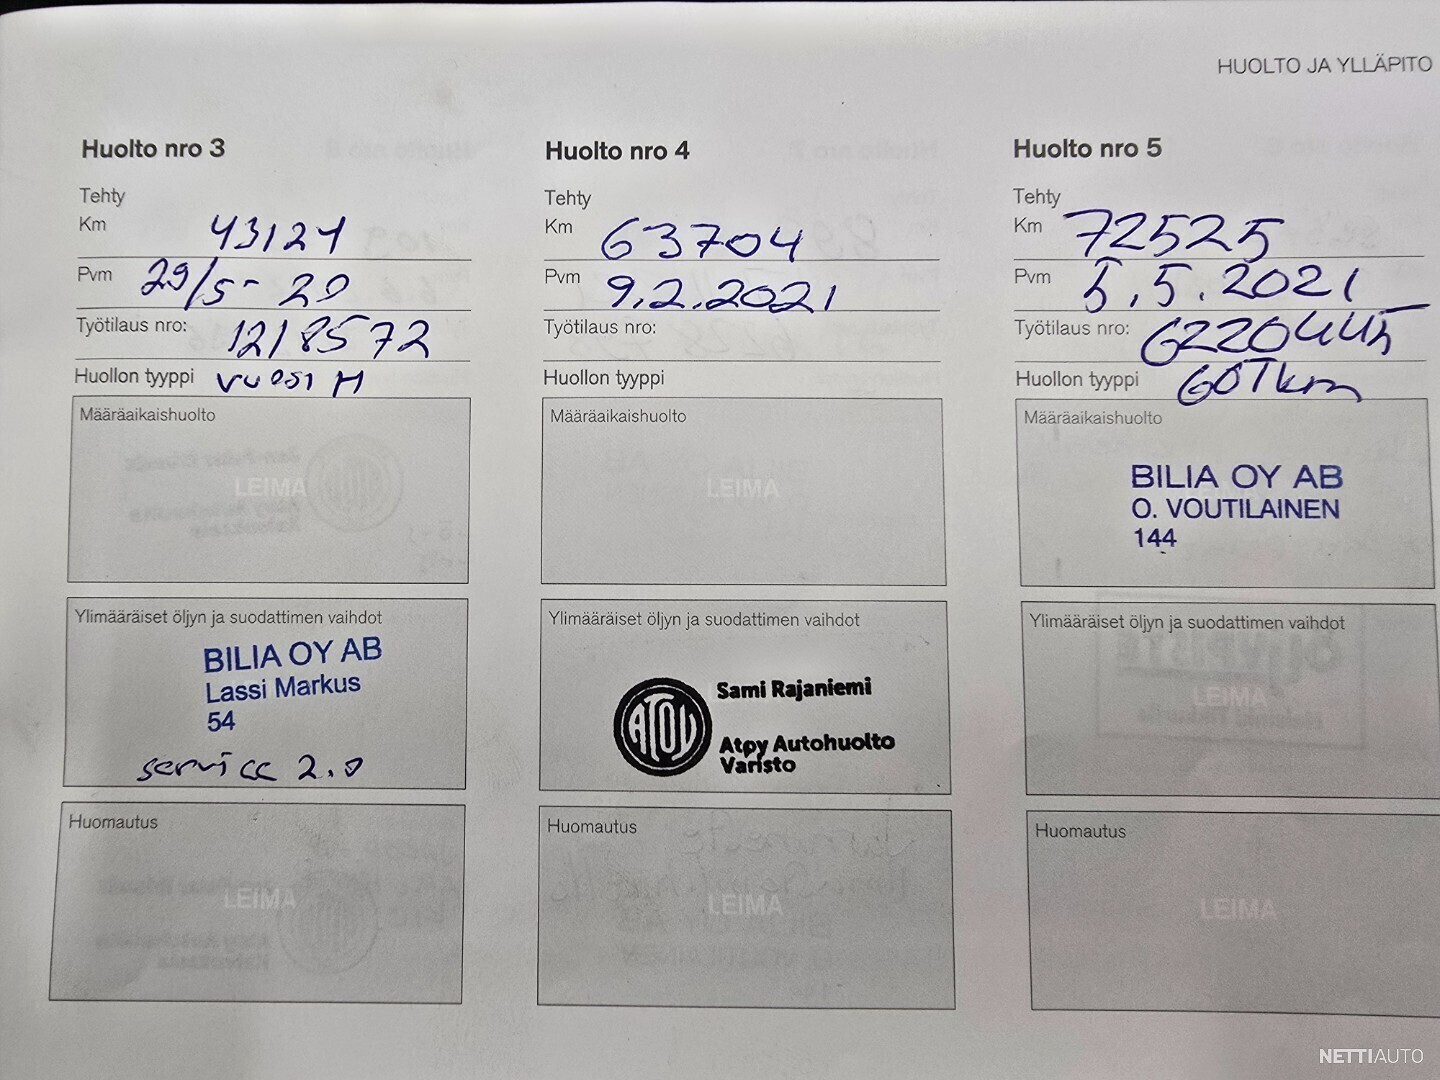 HUOLTO JA YLLÄPITO
Huolto nro 3
Tehty
Km 43121
Pvm 29/5-20
Työtilaus nro: 1218572
Huollon tyyppi vuosi H
Määräaikaishuolto
LEIMA
Ylimääräiset öljyn ja suodattimen vaihdot
BILIA OY AB
Lassi Markus
54
service 2.0
Huomautus
LEIMA
Huolto nro 4
Tehty
Km 63704
Pvm 9.2.2021
Työtilaus nro:
Huollon tyyppi
Määräaikaishuolto
LEIMA
Ylimääräiset öljyn ja suodattimen vaihdot
ATOY
Sami Rajaniemi
Atpy Autohuolto
Varisto
Huomautus
LEIMA
Huolto nro 5
Tehty
Km 72525
Pvm 5.5.2021
Työtilaus nro: 6220445
Huollon tyyppi 60Tkm
Määräaikaishuolto
BILIA OY AB
O. VOUTILAINEN
144
Ylimääräiset öljyn ja suodattimen vaihdot
LEIMA
Huomautus
LEIMA
NETTIAUTO